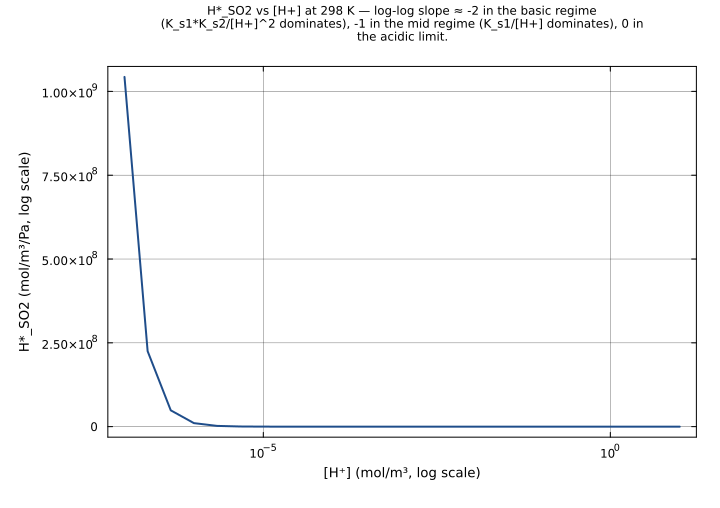 H*_SO2 vs [H+] at 298 K — log-log slope ≈ -2 in the basic regime
(K_s1*K_s2/[H+]^2 dominates), -1 in the mid regime (K_s1/[H+] dominates), 0 in
the acidic limit.
H*_SO2 (mol/m³/Pa, log scale)
1.00×10⁹
7.50×10⁸
5.00×10⁸
2.50×10⁸
0
10⁻⁵
10⁰
[H⁺] (mol/m³, log scale)